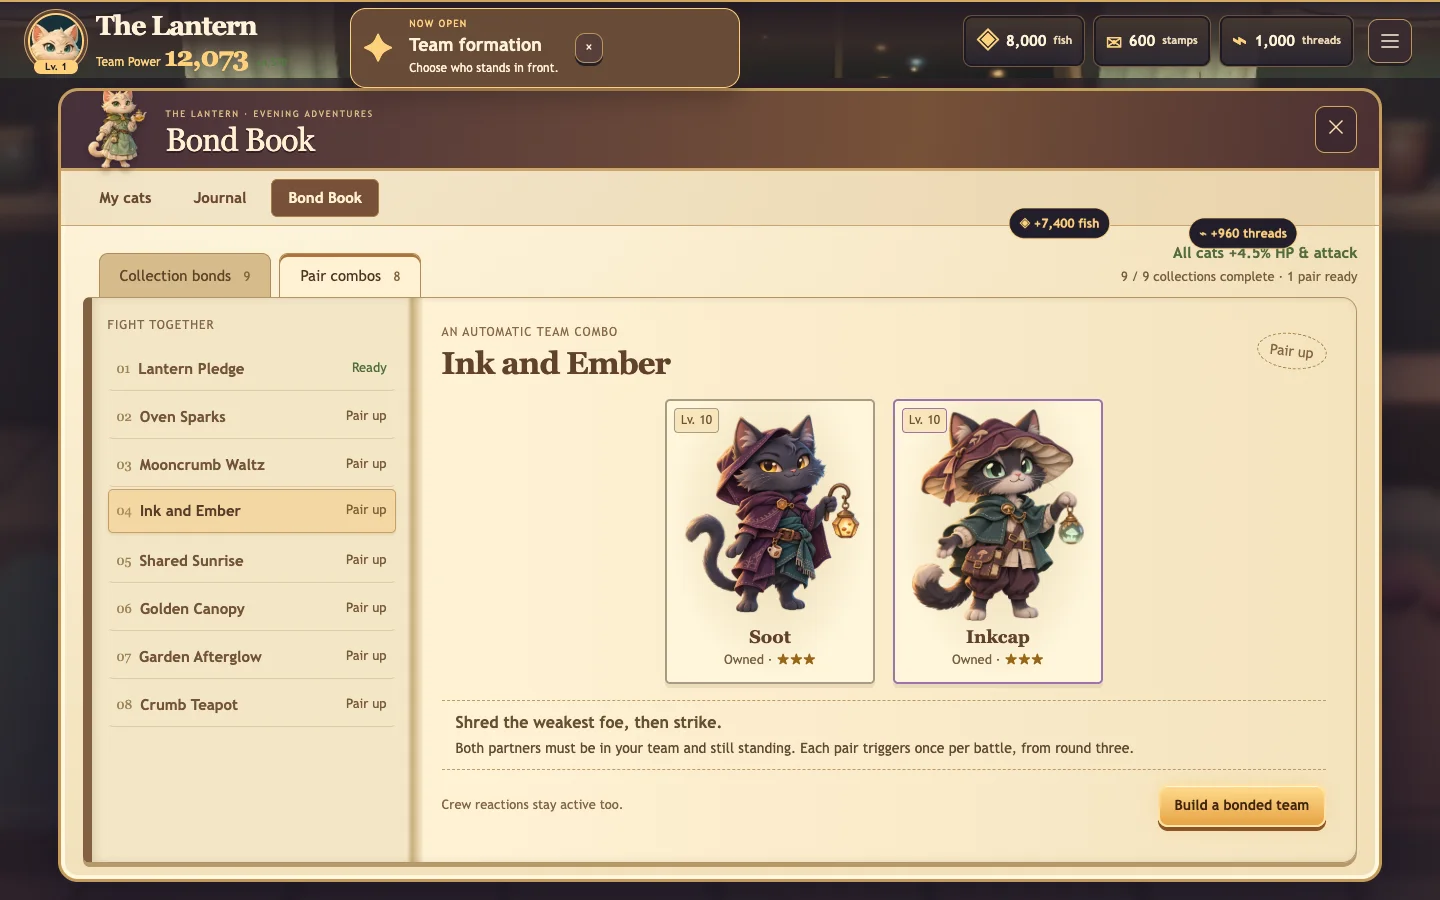 The Lantern
Team Power 12,073
Lv. 1
NOW OPEN
Team formation
Choose who stands in front.
×
8,000 fish
600 stamps
1,000 threads
THE LANTERN · EVENING ADVENTURES
Bond Book
My cats
Journal
Bond Book
+7,400 fish
+960 threads
All cats +4.5% HP & attack
9 / 9 collections complete · 1 pair ready
Collection bonds 9
Pair combos 8
FIGHT TOGETHER
01 Lantern Pledge Ready
02 Oven Sparks Pair up
03 Mooncrumb Waltz Pair up
04 Ink and Ember Pair up
05 Shared Sunrise Pair up
06 Golden Canopy Pair up
07 Garden Afterglow Pair up
08 Crumb Teapot Pair up
AN AUTOMATIC TEAM COMBO
Ink and Ember
Pair up
Lv. 10
Soot
Owned · ★★★
Lv. 10
Inkcap
Owned · ★★★
Shred the weakest foe, then strike.
Both partners must be in your team and still standing. Each pair triggers once per battle, from round three.
Crew reactions stay active too.
Build a bonded team